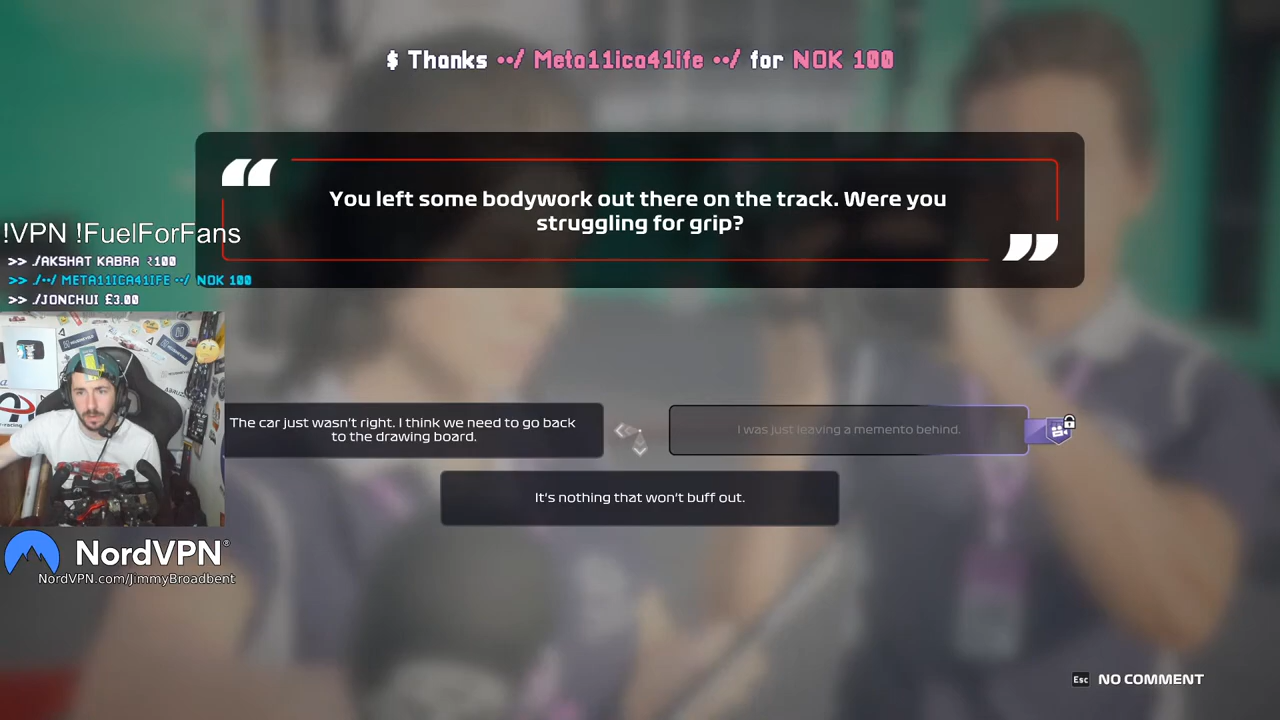 $ Thanks ••/ Meta11ica41ife ••/ for NOK 100
You left some bodywork out there on the track. Were you
struggling for grip?
!VPN !FuelForFans
>> ./AKSHAT KABRA ₹100
>> ./••/ META11ICA41IFE ••/ NOK 100
>> ./JONCHUI £3.00
The car just wasn't right. I think we need to go back
to the drawing board.
I was just leaving a memento behind.
It's nothing that won't buff out.
NordVPN®
NordVPN.com/JimmyBroadbent
Esc NO COMMENT